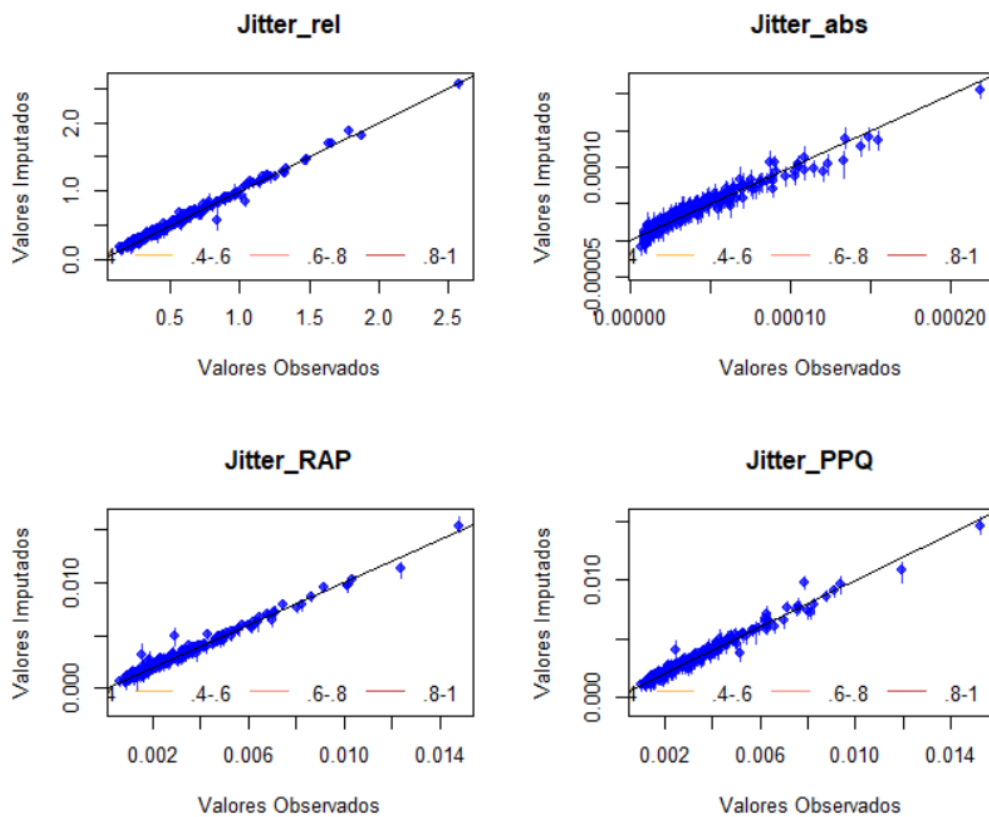 Jitter_rel
Valores Imputados
0.0 1.0 2.0
.4-.6 .6-.8 .8-1
0.5 1.0 1.5 2.0 2.5
Valores Observados
Jitter_abs
Valores Imputados
-0.00005 0.00010
.4-.6 .6-.8 .8-1
0.00000 0.00010 0.00020
Valores Observados
Jitter_RAP
Valores Imputados
0.000 0.010
.4-.6 .6-.8 .8-1
0.002 0.006 0.010 0.014
Valores Observados
Jitter_PPQ
Valores Imputados
0.000 0.010
.4-.6 .6-.8 .8-1
0.002 0.006 0.010 0.014
Valores Observados